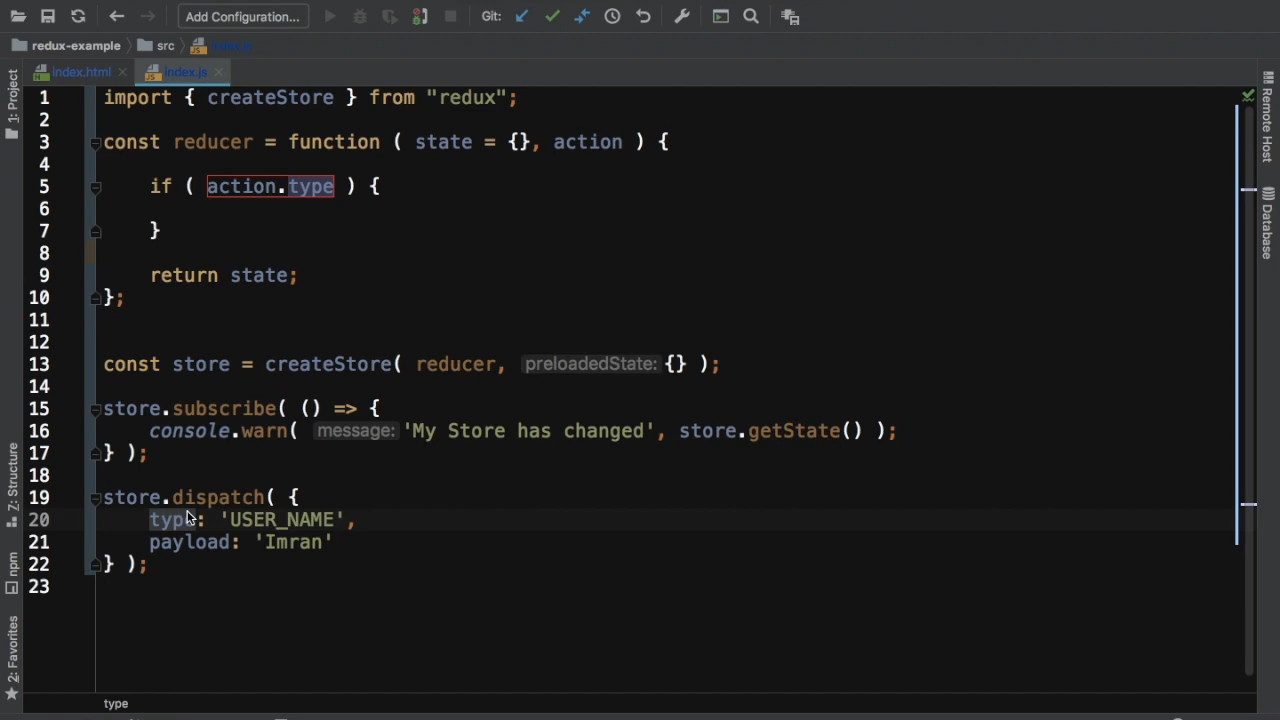 Add Configuration...
Git:
redux-example src index.js
index.html index.js
1: Project
Z: Structure
npm
2: Favorites
Remote Host
Database
1 import { createStore } from "redux";
2
3 const reducer = function ( state = {}, action ) {
4
5 if ( action.type ) {
6
7 }
8
9 return state;
10 };
11
12
13 const store = createStore( reducer, preloadedState: {} );
14
15 store.subscribe( () => {
16 console.warn( message: 'My Store has changed', store.getState() );
17 } );
18
19 store.dispatch( {
20 type: 'USER_NAME',
21 payload: 'Imran'
22 } );
23
type